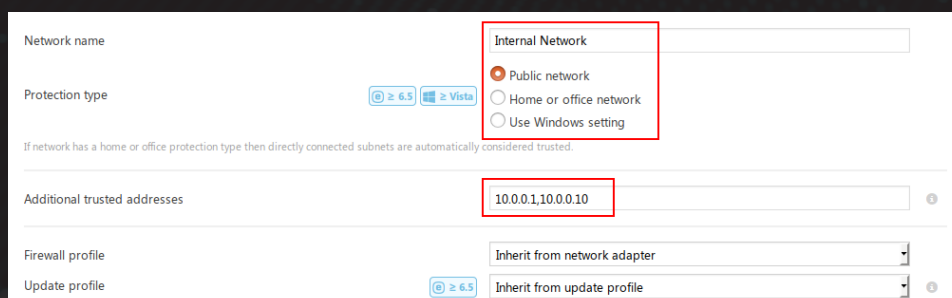 Network name
Internal Network
Public network
Protection type
e ≥ 6.5
≥ Vista
Home or office network
Use Windows setting
If network has a home or office protection type then directly connected subnets are automatically considered trusted.
Additional trusted addresses
10.0.0.1,10.0.0.10
Firewall profile
Inherit from network adapter
Update profile
e ≥ 6.5
Inherit from update profile